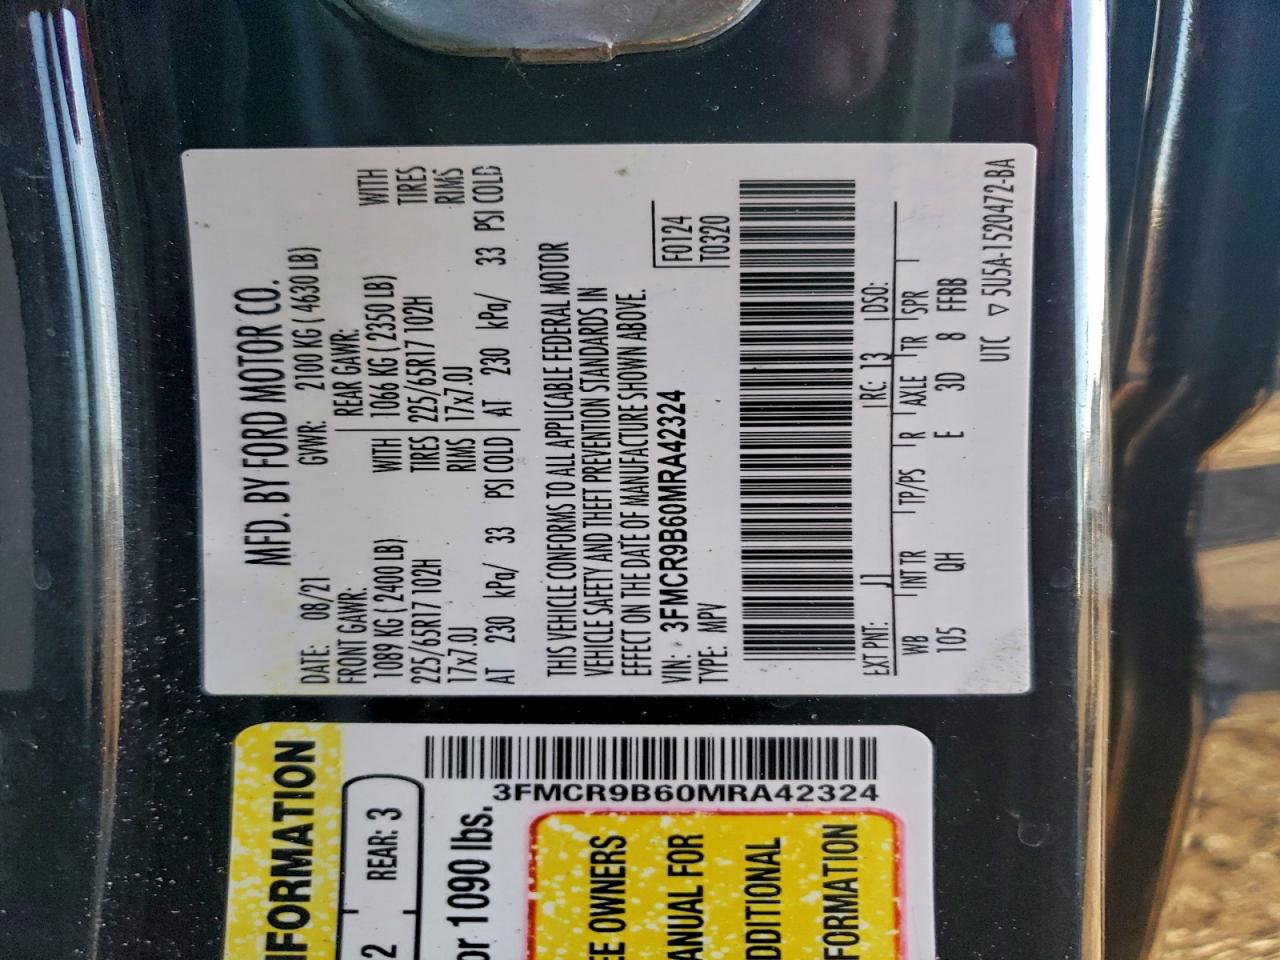 MFD. BY FORD MOTOR CO.
DATE: 08/21 GVWR: 2100 KG ( 4630 LB)
FRONT GAWR: REAR GAWR:
1089 KG ( 2400 LB) WITH 1066 KG ( 2350 LB) WITH
225/65R17 102H TIRES 225/65R17 102H TIRES
17x7.0J RIMS 17x7.0J RIMS
AT 230 kPa/ 33 PSI COLD AT 230 kPa/ 33 PSI COLD
THIS VEHICLE CONFORMS TO ALL APPLICABLE FEDERAL MOTOR
VEHICLE SAFETY AND THEFT PREVENTION STANDARDS IN
EFFECT ON THE DATE OF MANUFACTURE SHOWN ABOVE.
VIN: 3FMCR9B60MRA42324 F0124
TYPE: MPV T0320
EXT PNT: J1 RC: 13 DSO:
WB INT TR TP/PS R AXLE TR SPR
105 QH E 3D 8 FFBB
UTC ▽ 5U5A-1520472-BA
FORMATION
2 REAR: 3
3FMCR9B60MRA42324
or 1090 lbs.
EE OWNERS
ANUAL FOR
DDITIONAL
FORMATION